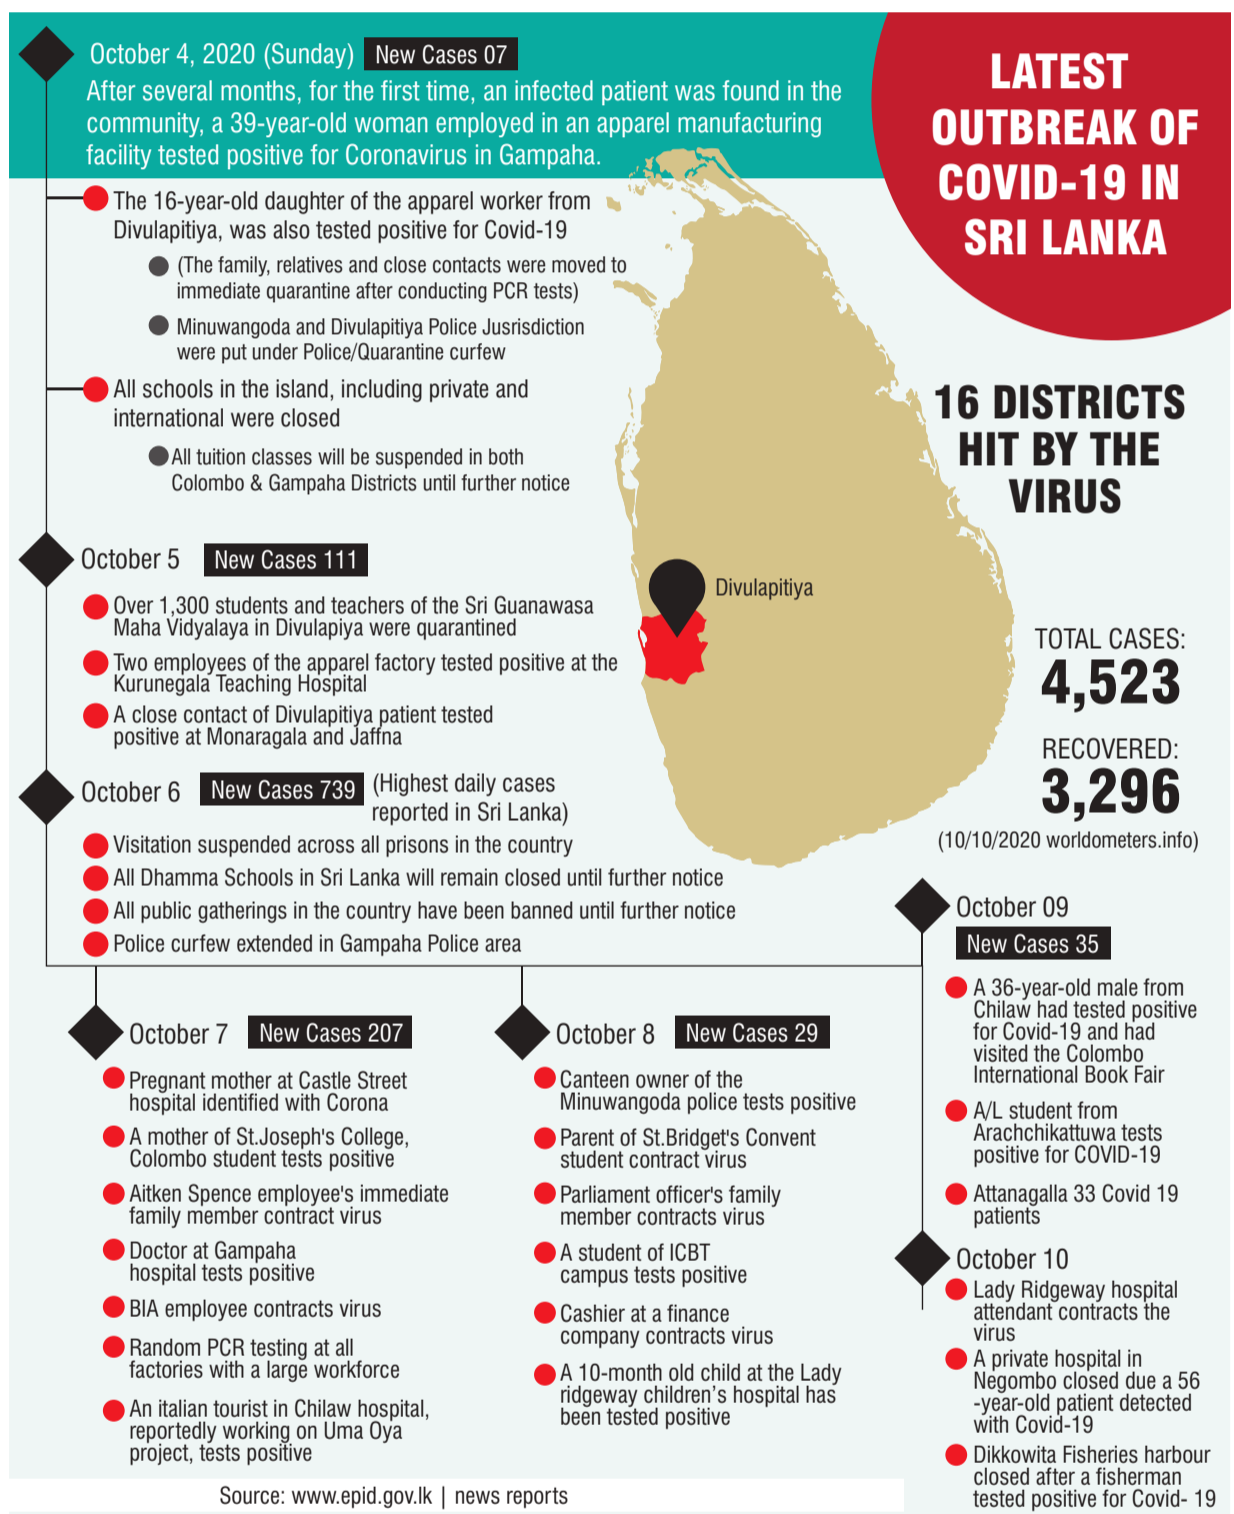 October 4, 2020 (Sunday) New Cases 07
After several months, for the first time, an infected patient was found in the
community, a 39-year-old woman employed in an apparel manufacturing
facility tested positive for Coronavirus in Gampaha.
LATEST
OUTBREAK OF
COVID-19 IN
SRI LANKA
The 16-year-old daughter of the apparel worker from
Divulapitiya, was also tested positive for Covid-19
(The family, relatives and close contacts were moved to
immediate quarantine after conducting PCR tests)
Minuwangoda and Divulapitiya Police Jusrisdiction
were put under Police/Quarantine curfew
All schools in the island, including private and
international were closed
All tuition classes will be suspended in both
Colombo & Gampaha Districts until further notice
16 DISTRICTS
HIT BY THE
VIRUS
Divulapitiya
TOTAL CASES:
4,523
RECOVERED:
3,296
(10/10/2020 worldometers.info)
October 5 New Cases 111
Over 1,300 students and teachers of the Sri Guanawasa
Maha Vidyalaya in Divulapiya were quarantined
Two employees of the apparel factory tested positive at the
Kurunegala Teaching Hospital
A close contact of Divulapitiya patient tested
positive at Monaragala and Jaffna
October 6 New Cases 739 (Highest daily cases
reported in Sri Lanka)
Visitation suspended across all prisons in the country
All Dhamma Schools in Sri Lanka will remain closed until further notice
All public gatherings in the country have been banned until further notice
Police curfew extended in Gampaha Police area
October 7 New Cases 207
Pregnant mother at Castle Street
hospital identified with Corona
A mother of St.Joseph's College,
Colombo student tests positive
Aitken Spence employee's immediate
family member contract virus
Doctor at Gampaha
hospital tests positive
BIA employee contracts virus
Random PCR testing at all
factories with a large workforce
An italian tourist in Chilaw hospital,
reportedly working on Uma Oya
project, tests positive
October 8 New Cases 29
Canteen owner of the
Minuwangoda police tests positive
Parent of St.Bridget's Convent
student contract virus
Parliament officer's family
member contracts virus
A student of ICBT
campus tests positive
Cashier at a finance
company contracts virus
A 10-month old child at the Lady
ridgeway children's hospital has
been tested positive
October 09
New Cases 35
A 36-year-old male from
Chilaw had tested positive
for Covid-19 and had
visited the Colombo
International Book Fair
A/L student from
Arachchikattuwa tests
positive for COVID-19
Attanagalla 33 Covid 19
patients
October 10
Lady Ridgeway hospital
attendant contracts the
virus
A private hospital in
Negombo closed due a 56
-year-old patient detected
with Covid-19
Dikkowita Fisheries harbour
closed after a fisherman
tested positive for Covid- 19
Source: www.epid.gov.lk | news reports